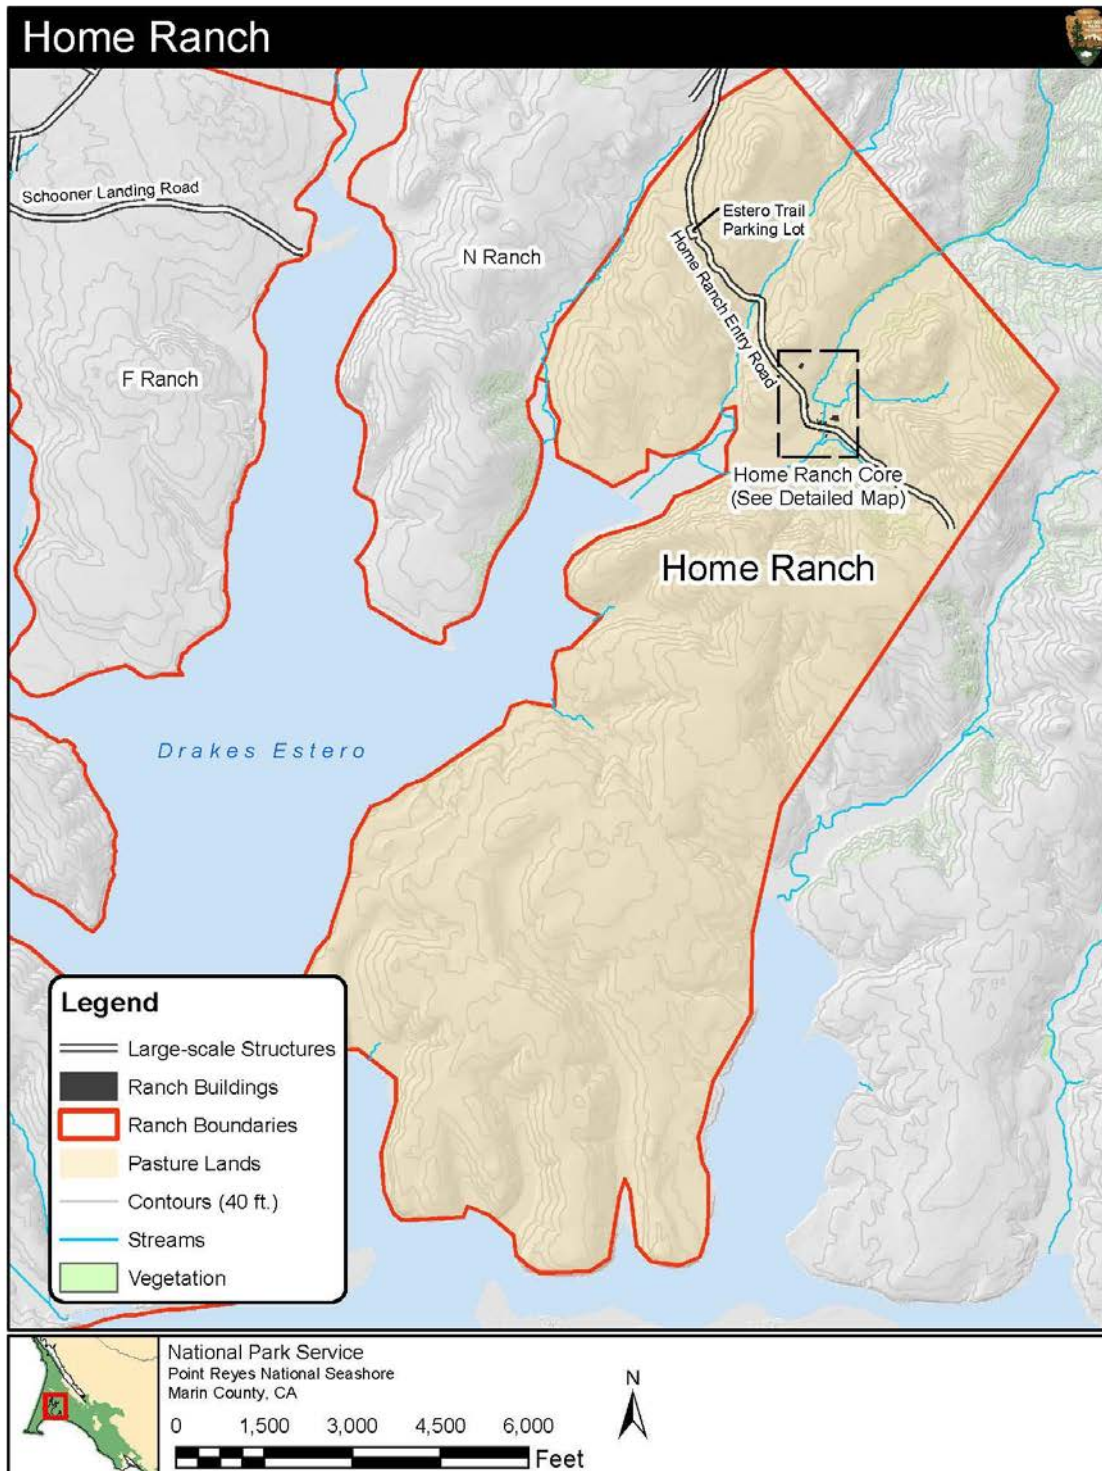 Home Ranch
Schooner Landing Road
N Ranch
Estero Trail
Parking Lot
Home Ranch Entry Road
F Ranch
Home Ranch Core
(See Detailed Map)
Home Ranch
Drakes Estero
Legend
Large-scale Structures
Ranch Buildings
Ranch Boundaries
Pasture Lands
Contours (40 ft.)
Streams
Vegetation
National Park Service
Point Reyes National Seashore
Marin County, CA
0 1,500 3,000 4,500 6,000
Feet
N